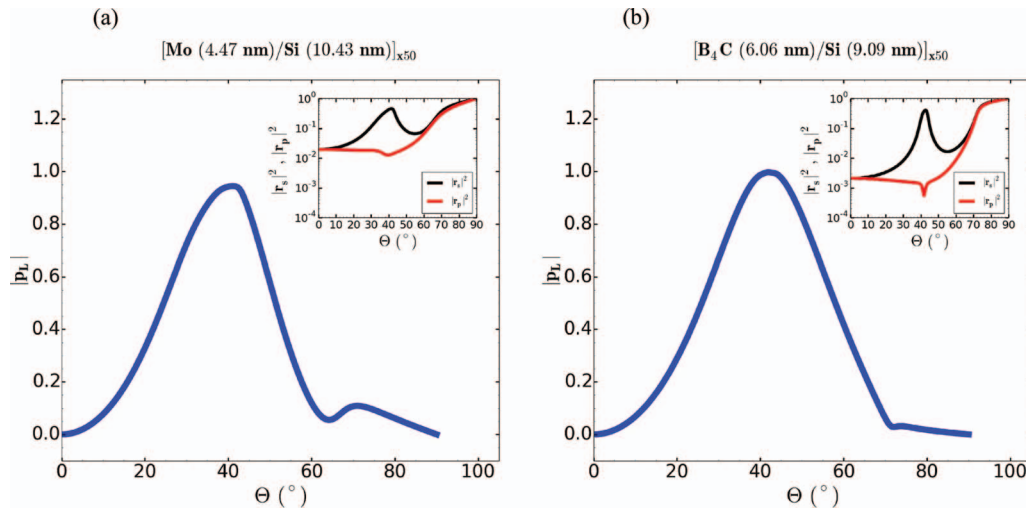 (a)
[Mo (4.47 nm)/Si (10.43 nm)]x50
|pL|
1.2
1.0
0.8
0.6
0.4
0.2
0.0
0 20 40 60 80 100
Θ (°)
|rs|², |rp|²
10⁰
10⁻¹
10⁻²
10⁻³
10⁻⁴
|rs|²
|rp|²
0 10 20 30 40 50 60 70 80 90
Θ (°)
(b)
[B₄C (6.06 nm)/Si (9.09 nm)]x50
|pL|
1.2
1.0
0.8
0.6
0.4
0.2
0.0
0 20 40 60 80 100
Θ (°)
|rs|², |rp|²
10⁰
10⁻¹
10⁻²
10⁻³
10⁻⁴
|rs|²
|rp|²
0 10 20 30 40 50 60 70 80 90
Θ (°)